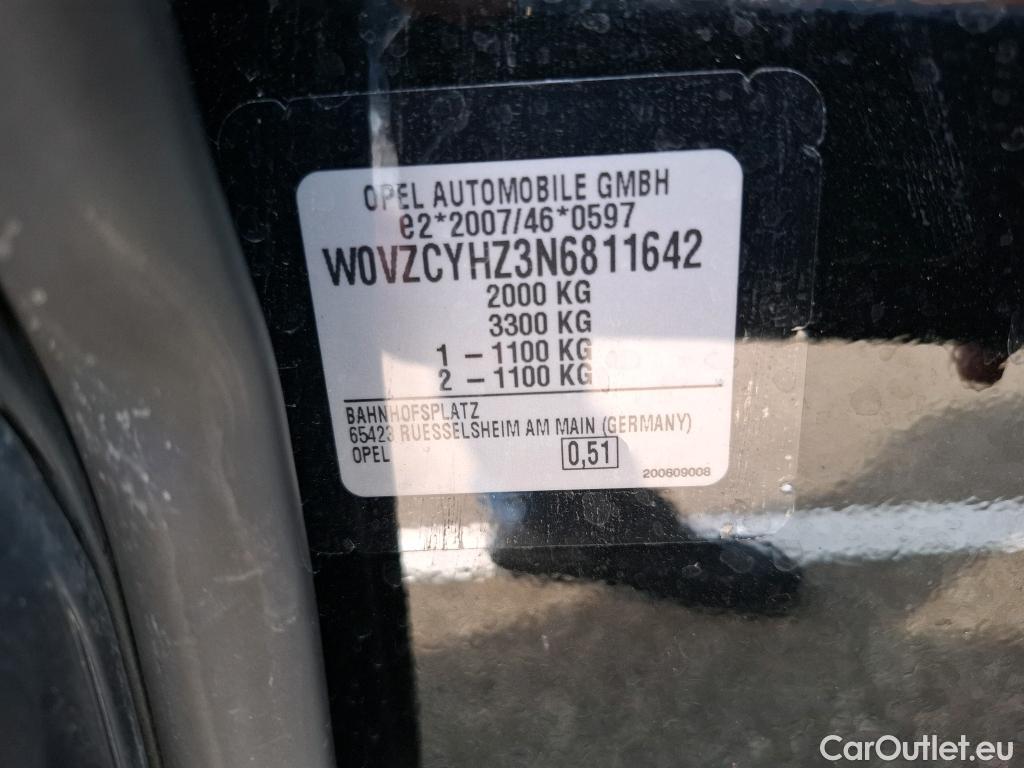 OPEL AUTOMOBILE GMBH
e2*2007/46*0597
W0VZCYHZ3N6811642
2000 KG
3300 KG
1 – 1100 KG
2 – 1100 KG
BAHNHOFSPLATZ
65423 RUESSELSHEIM AM MAIN (GERMANY)
OPEL 0,51
200609008
CarOutlet.eu